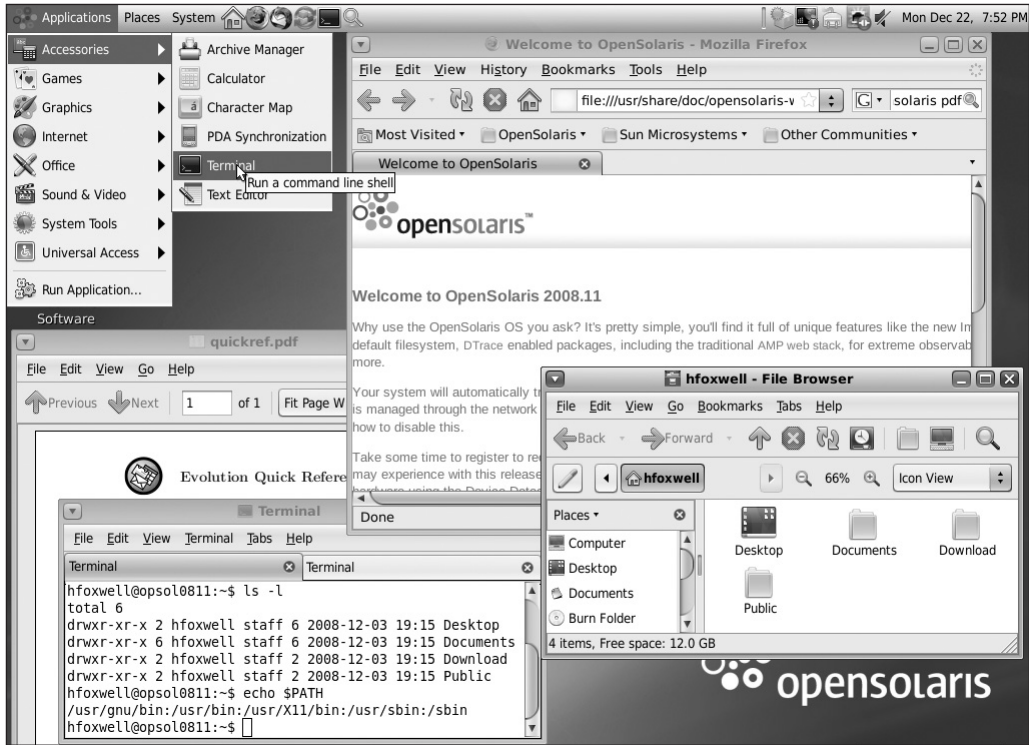 Applications Places System
Mon Dec 22, 7:52 PM
Accessories
Games
Graphics
Internet
Office
Sound & Video
System Tools
Universal Access
Run Application...
Archive Manager
Calculator
á Character Map
PDA Synchronization
Terminal
Run a command line shell
Text Editor
Software
Welcome to OpenSolaris - Mozilla Firefox
File Edit View History Bookmarks Tools Help
file:///usr/share/doc/opensolaris-v
G solaris pdf
Most Visited OpenSolaris Sun Microsystems Other Communities
Welcome to OpenSolaris
opensolaris™
Welcome to OpenSolaris 2008.11
Why use the OpenSolaris OS you ask? It's pretty simple, you'll find it full of unique features like the new
default filesystem, DTrace enabled packages, including the traditional AMP web stack, for extreme observab
more.
Your system will automatically
is managed through the network
how to disable this.
Take some time to register to
may experience with this release
Done
quickref.pdf
File Edit View Go Help
Previous Next 1 of 1 Fit Page W
Evolution Quick Refere
Terminal
File Edit View Terminal Tabs Help
Terminal Terminal
hfoxwell@opsol0811:~$ ls -l
total 6
drwxr-xr-x 2 hfoxwell staff 6 2008-12-03 19:15 Desktop
drwxr-xr-x 6 hfoxwell staff 6 2008-12-03 19:15 Documents
drwxr-xr-x 2 hfoxwell staff 2 2008-12-03 19:15 Download
drwxr-xr-x 2 hfoxwell staff 2 2008-12-03 19:15 Public
hfoxwell@opsol0811:~$ echo $PATH
/usr/gnu/bin:/usr/bin:/usr/X11/bin:/usr/sbin:/sbin
hfoxwell@opsol0811:~$
hfoxwell - File Browser
File Edit View Go Bookmarks Tabs Help
Back Forward
hfoxwell 66% Icon View
Places
Computer
Desktop
Documents
Burn Folder
Desktop Documents Download
Public
4 items, Free space: 12.0 GB
opensolaris